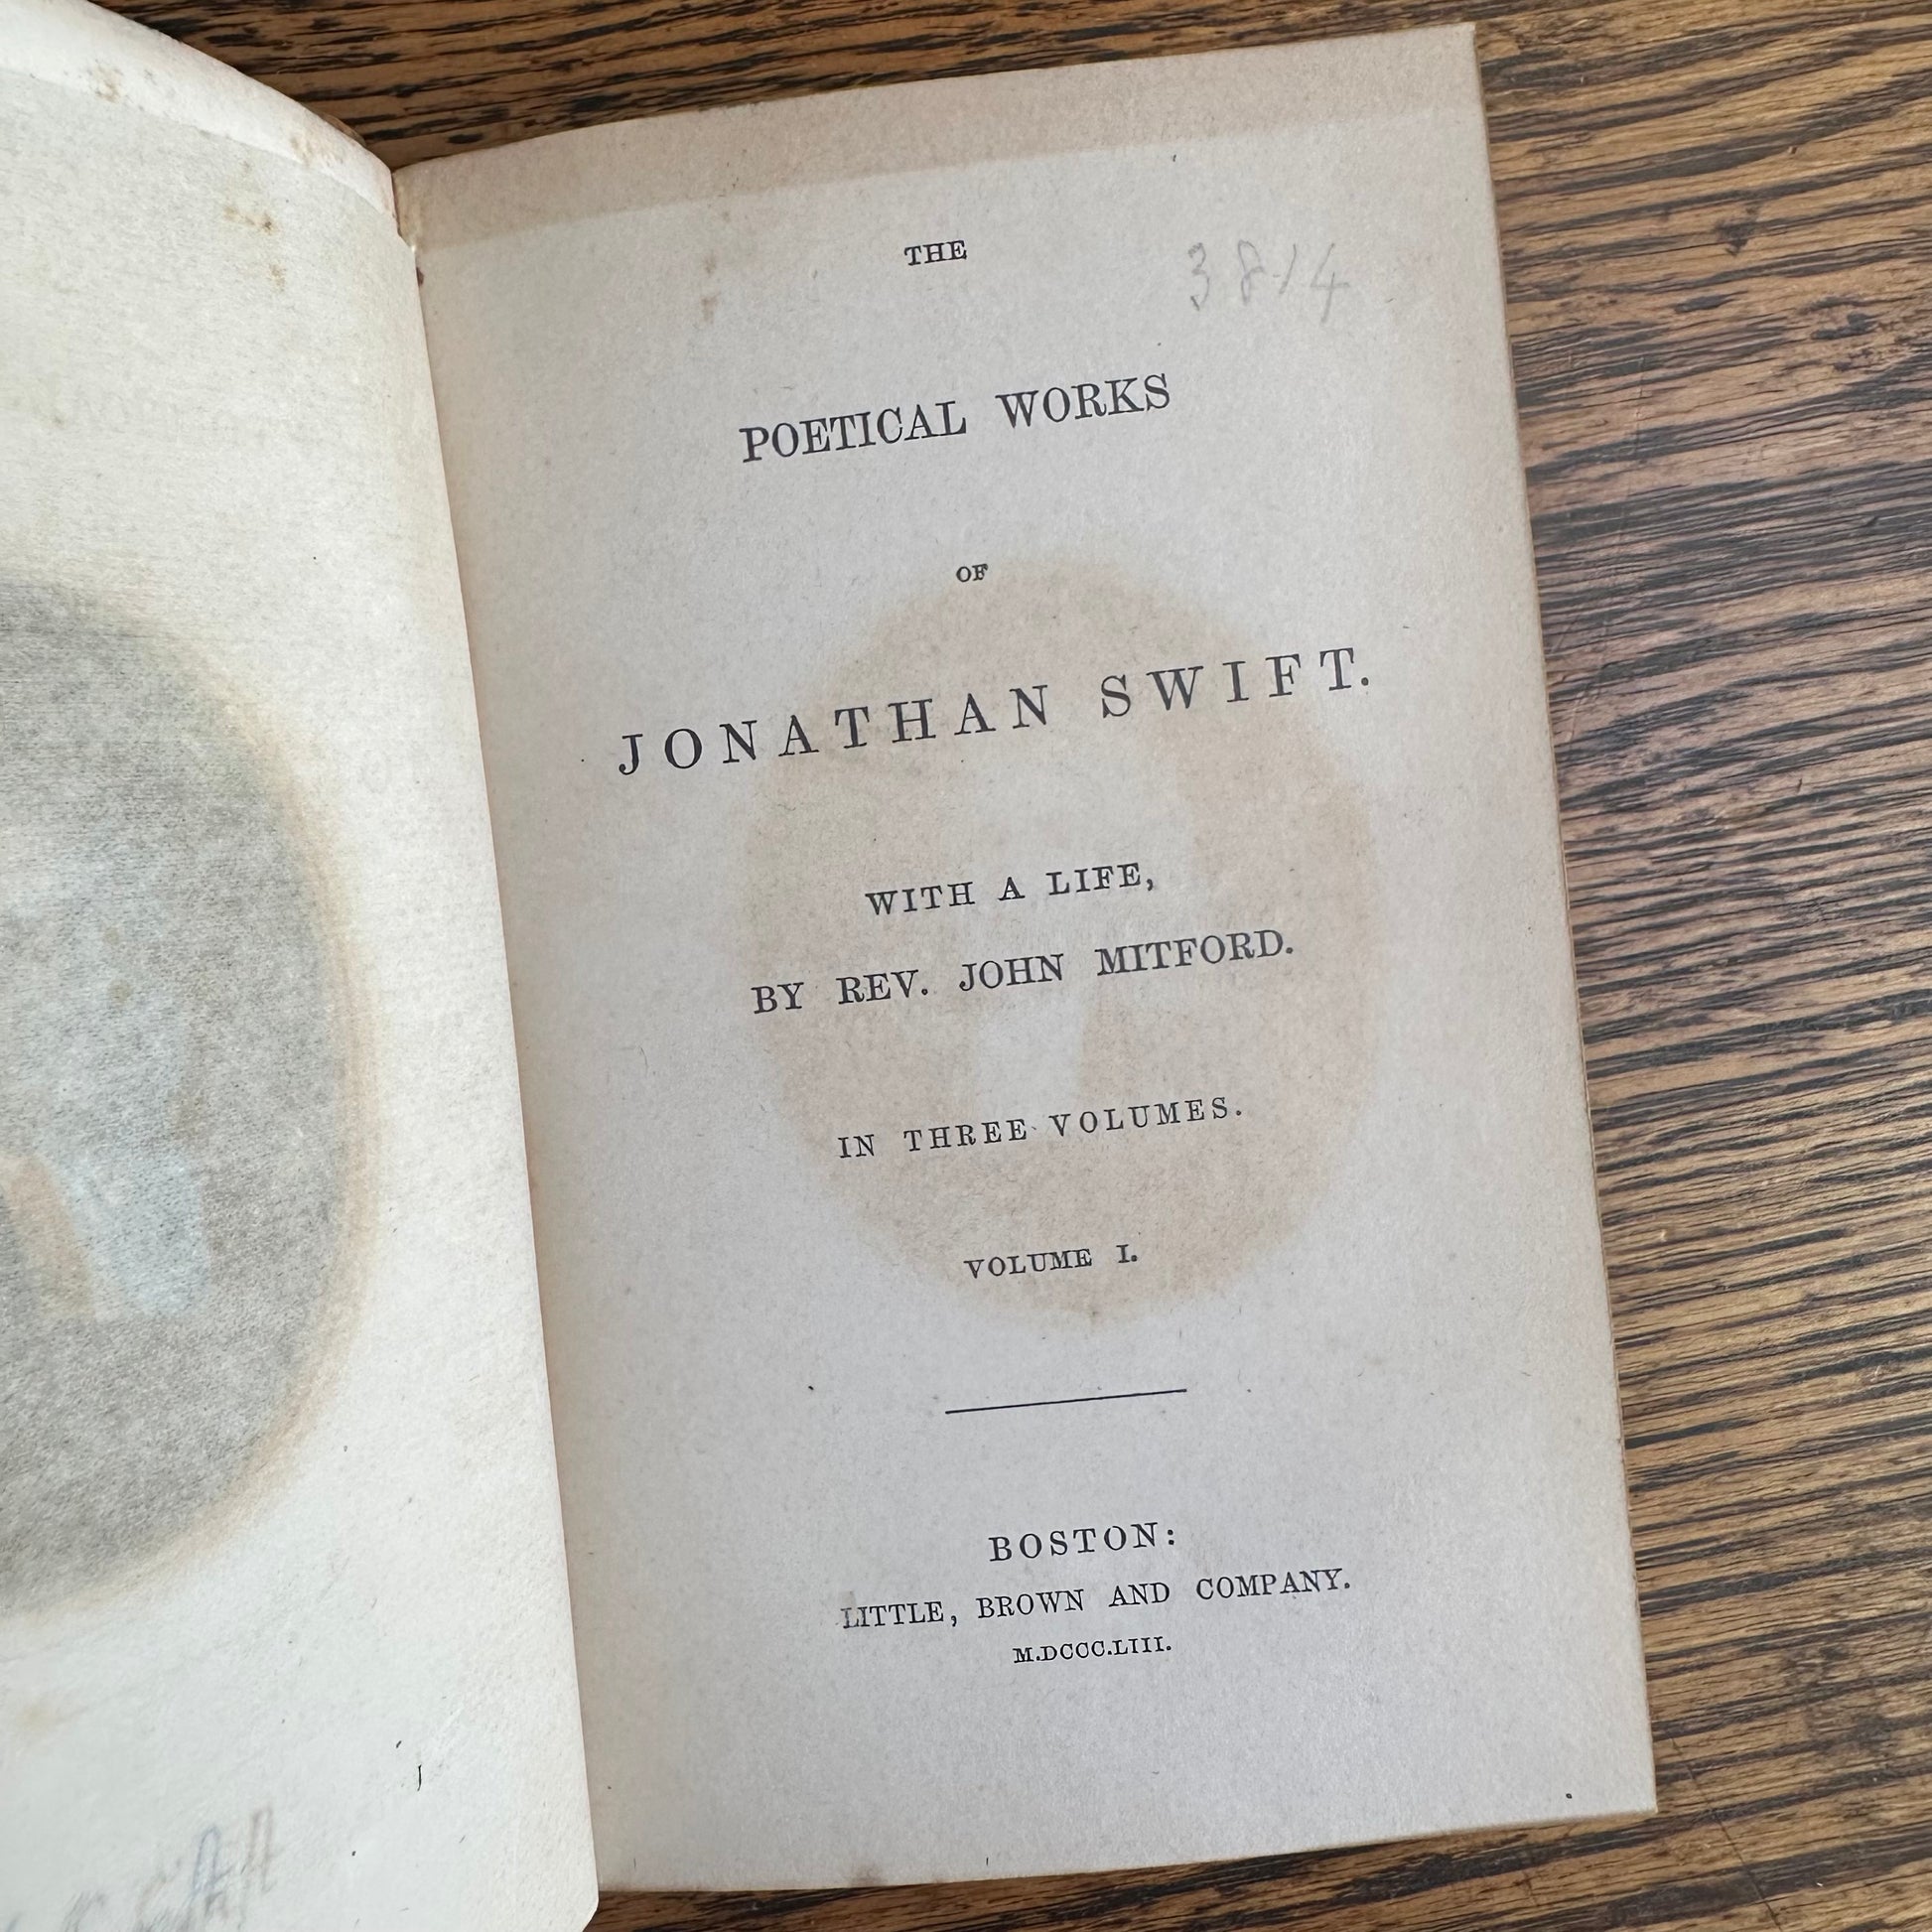 THE
3814
POETICAL WORKS
OF
JONATHAN SWIFT.
WITH A LIFE,
BY REV. JOHN MITFORD.
IN THREE VOLUMES.
VOLUME I.
BOSTON:
LITTLE, BROWN AND COMPANY.
M.DCCC.LIII.